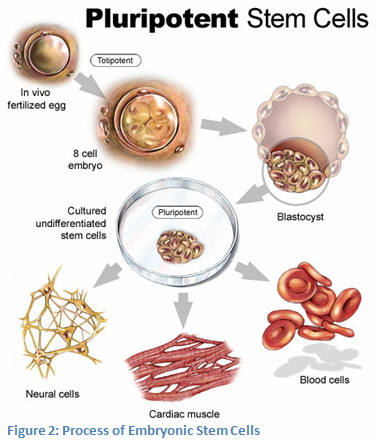 Pluripotent Stem Cells
Totipotent
In vivo
fertilized egg
8 cell
embryo
Blastocyst
Cultured
undifferentiated
stem cells
Pluripotent
Neural cells
Cardiac muscle
Blood cells
Figure 2: Process of Embryonic Stem Cells